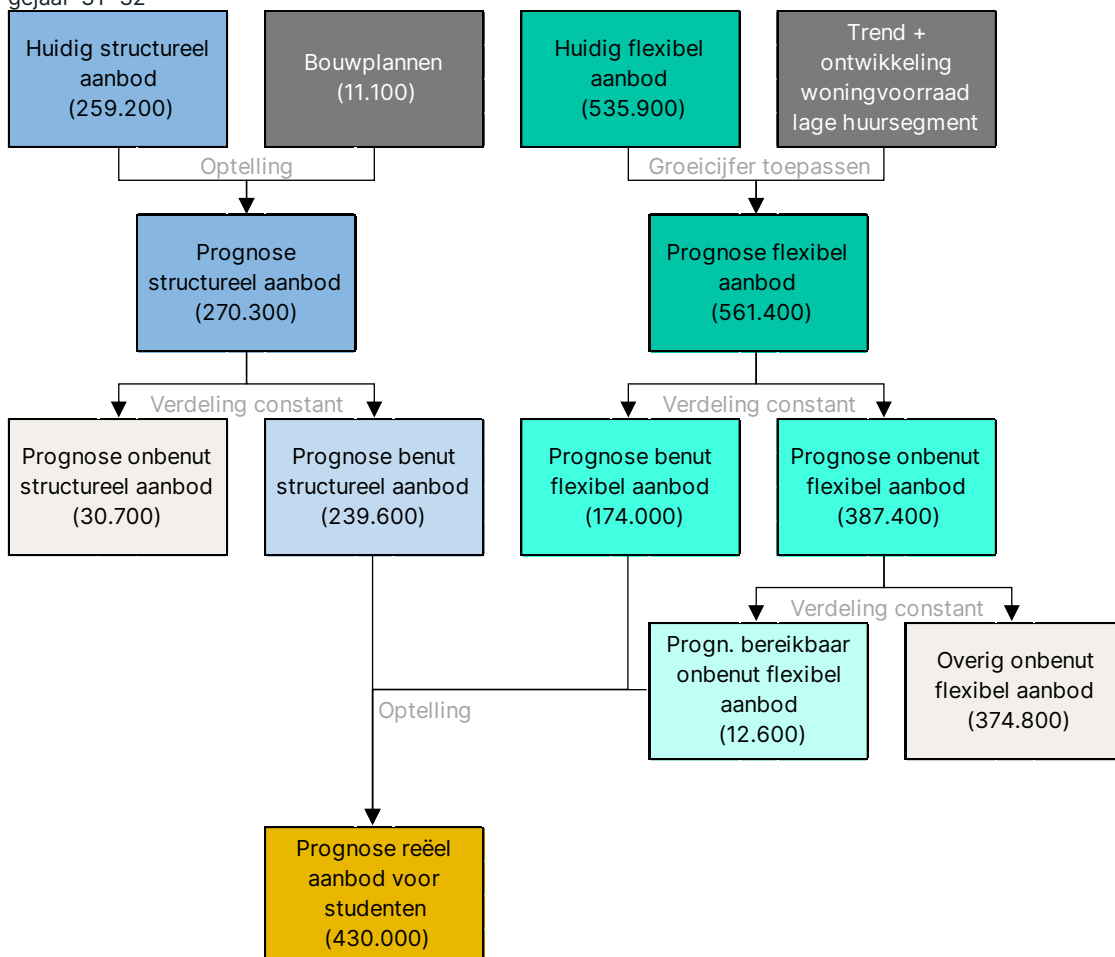 Huidig structureel
aanbod
(259.200)
Bouwplannen
(11.100)
Huidig flexibel
aanbod
(535.900)
Trend +
ontwikkeling
woningvoorraad
lage huursegment
Optelling
Groeicijfer toepassen
Prognose
structureel aanbod
(270.300)
Prognose flexibel
aanbod
(561.400)
Verdeling constant
Verdeling constant
Prognose onbenut
structureel aanbod
(30.700)
Prognose benut
structureel aanbod
(239.600)
Prognose benut
flexibel aanbod
(174.000)
Prognose onbenut
flexibel aanbod
(387.400)
Verdeling constant
Progn. bereikbaar
onbenut flexibel
aanbod
(12.600)
Overig onbenut
flexibel aanbod
(374.800)
Optelling
Prognose reëel
aanbod voor
studenten
(430.000)